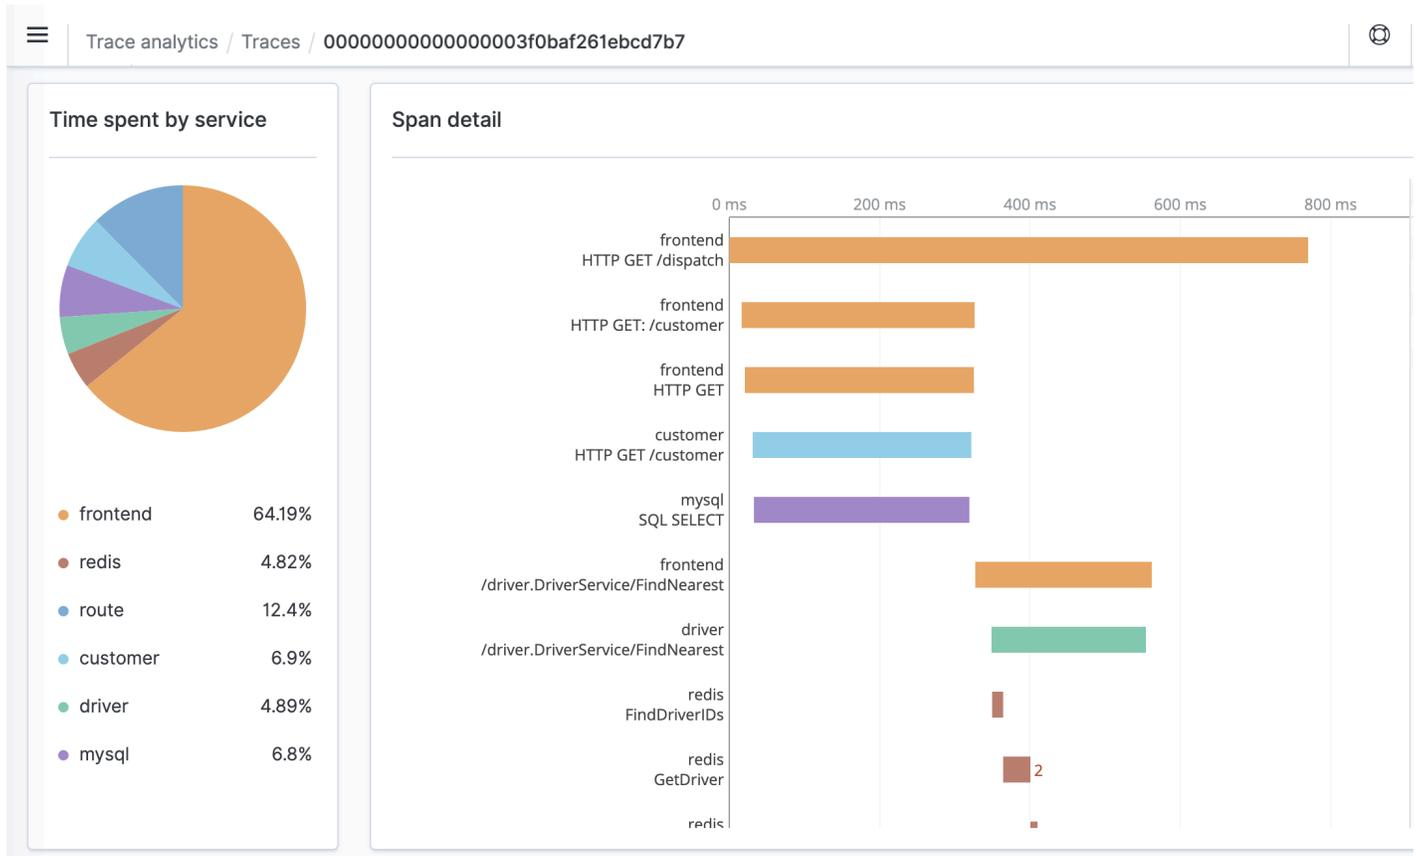 Trace analytics / Traces / 00000000000000003f0baf261ebcd7b7
Time spent by service
frontend 64.19%
redis 4.82%
route 12.4%
customer 6.9%
driver 4.89%
mysql 6.8%
Span detail
0 ms 200 ms 400 ms 600 ms 800 ms
frontend
HTTP GET /dispatch
frontend
HTTP GET: /customer
frontend
HTTP GET
customer
HTTP GET /customer
mysql
SQL SELECT
frontend
/driver.DriverService/FindNearest
driver
/driver.DriverService/FindNearest
redis
FindDriverIDs
redis
GetDriver
2
redis